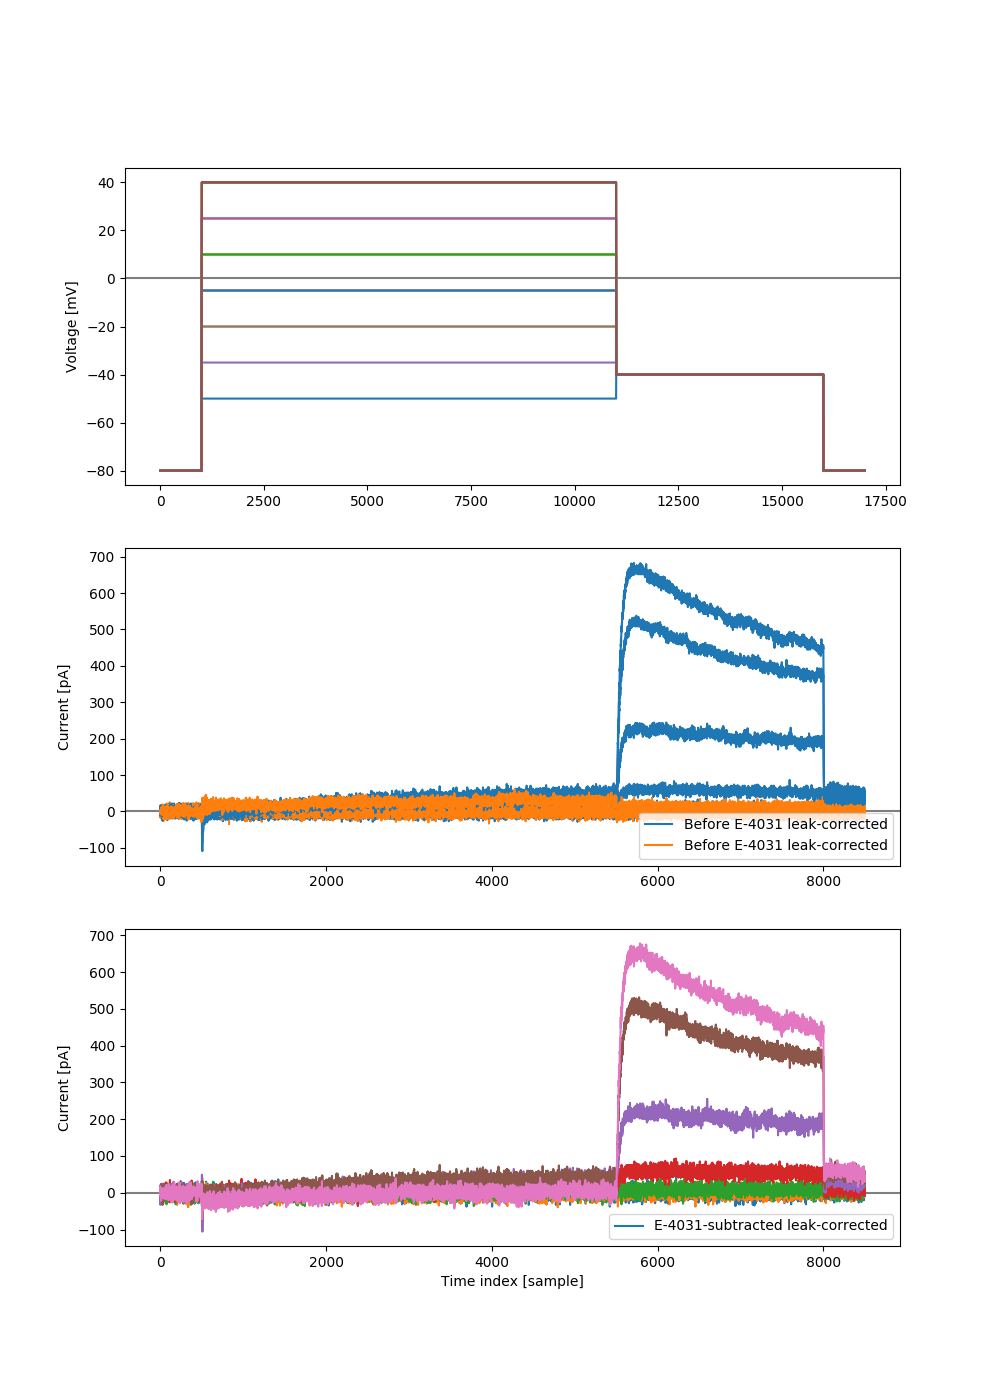 Voltage [mV]
40
20
0
−20
−40
−60
−80
0 2500 5000 7500 10000 12500 15000 17500
Current [pA]
700
600
500
400
300
200
100
0
−100
Before E-4031 leak-corrected
Before E-4031 leak-corrected
0 2000 4000 6000 8000
Current [pA]
700
600
500
400
300
200
100
0
−100
E-4031-subtracted leak-corrected
0 2000 4000 6000 8000
Time index [sample]